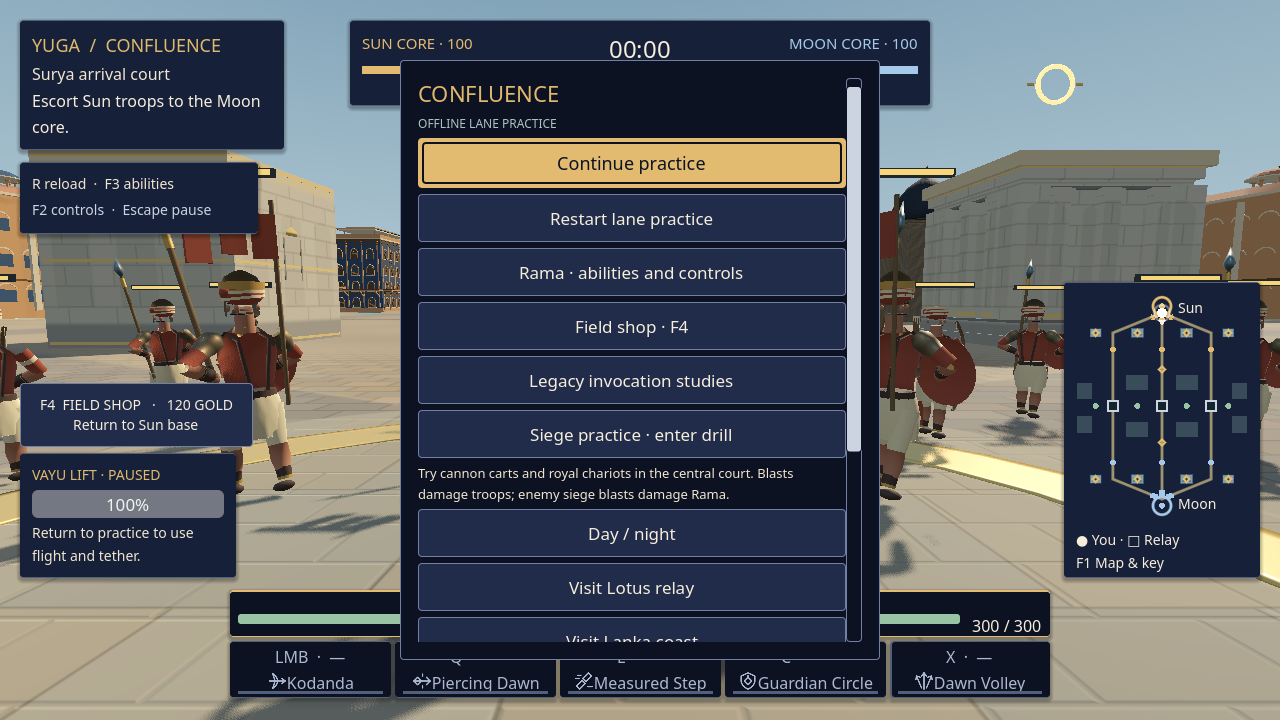 YUGA / CONFLUENCE
Surya arrival court
Escort Sun troops to the Moon
core.
R reload · F3 abilities
F2 controls · Escape pause
SUN CORE · 100
00:00
MOON CORE · 100
CONFLUENCE
OFFLINE LANE PRACTICE
Continue practice
Restart lane practice
Rama · abilities and controls
Field shop · F4
Legacy invocation studies
Siege practice · enter drill
Try cannon carts and royal chariots in the central court. Blasts
damage troops; enemy siege blasts damage Rama.
Day / night
Visit Lotus relay
Visit Lanka coast
F4 FIELD SHOP · 120 GOLD
Return to Sun base
VAYU LIFT · PAUSED
100%
Return to practice to use
flight and tether.
Sun
Moon
● You · □ Relay
F1 Map & key
300 / 300
LMB · —
Kodanda
Piercing Dawn
Measured Step
Guardian Circle
X · —
Dawn Volley